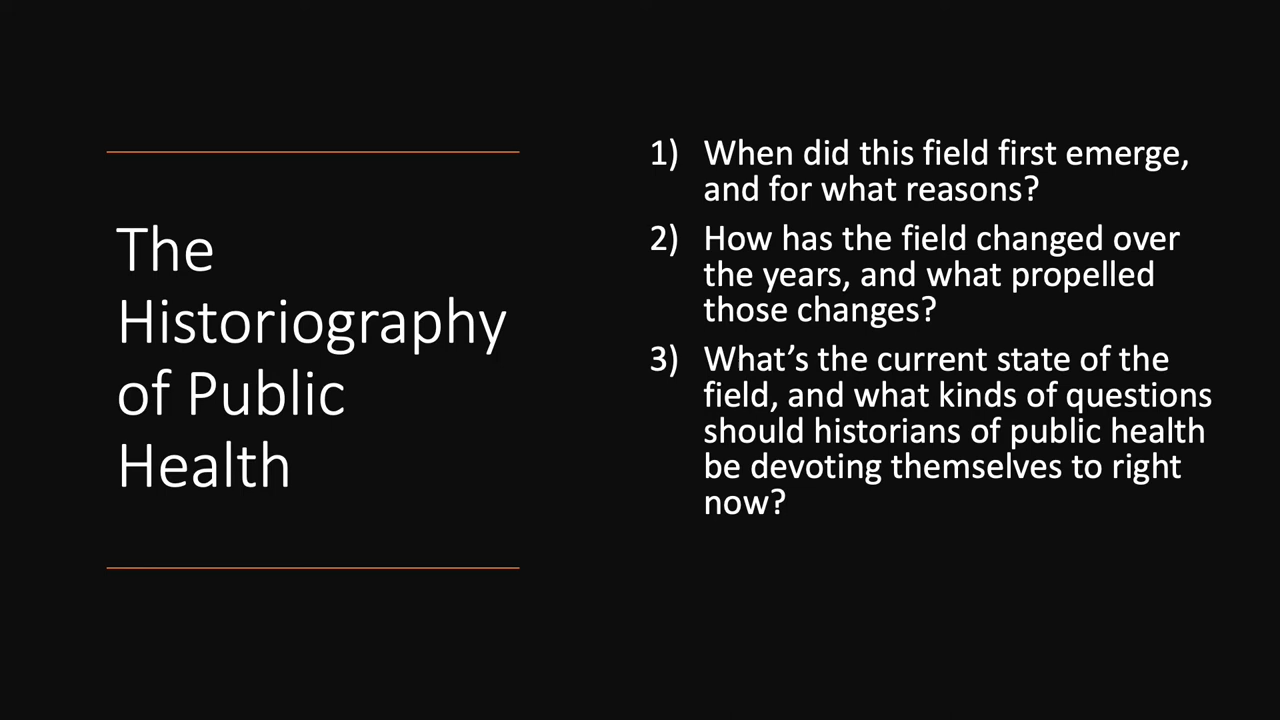 The
Historiography
of Public
Health
1) When did this field first emerge,
and for what reasons?
2) How has the field changed over
the years, and what propelled
those changes?
3) What’s the current state of the
field, and what kinds of questions
should historians of public health
be devoting themselves to right
now?